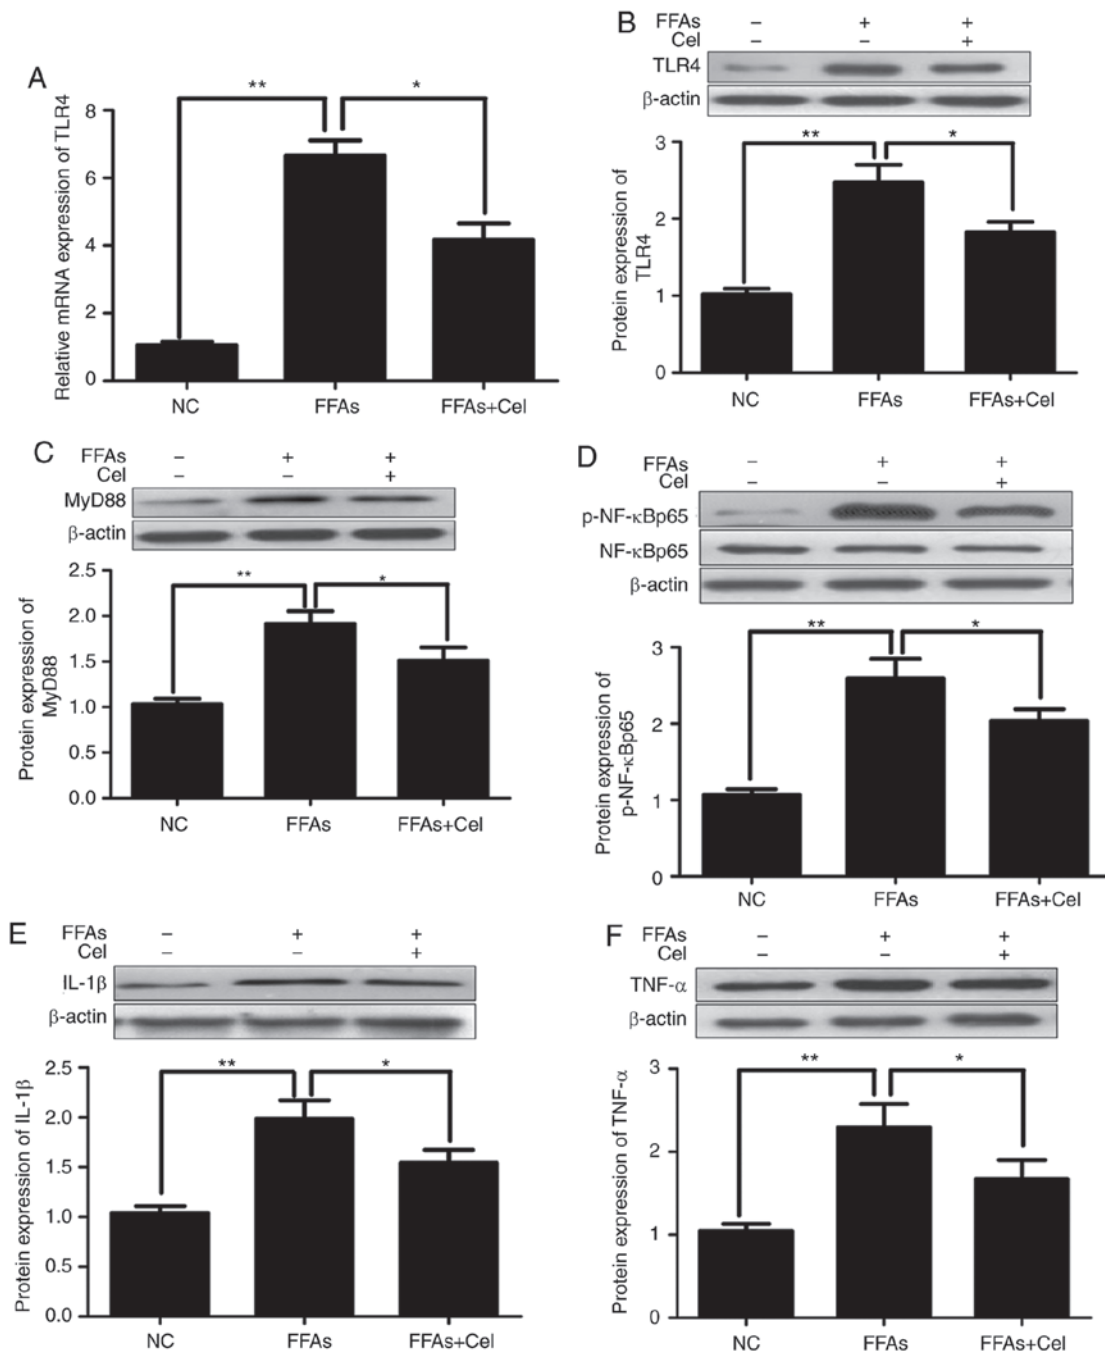 A
Relative mRNA expression of TLR4
8
6
4
2
0
** *
NC FFAs FFAs+Cel
B
FFAs – + +
Cel – – +
TLR4
β-actin
Protein expression of
TLR4
3
2
1
0
** *
NC FFAs FFAs+Cel
C
FFAs – + +
Cel – – +
MyD88
β-actin
Protein expression of
MyD88
2.5
2.0
1.5
1.0
0.5
0.0
** *
NC FFAs FFAs+Cel
D
FFAs – + +
Cel – – +
p-NF-κBp65
NF-κBp65
β-actin
Protein expression of
p-NF-κBp65
3
2
1
0
** *
NC FFAs FFAs+Cel
E
FFAs – + +
Cel – – +
IL-1β
β-actin
Protein expression of IL-1β
2.5
2.0
1.5
1.0
0.5
0.0
** *
NC FFAs FFAs+Cel
F
FFAs – + +
Cel – – +
TNF-α
β-actin
Protein expression of TNF-α
3
2
1
0
** *
NC FFAs FFAs+Cel